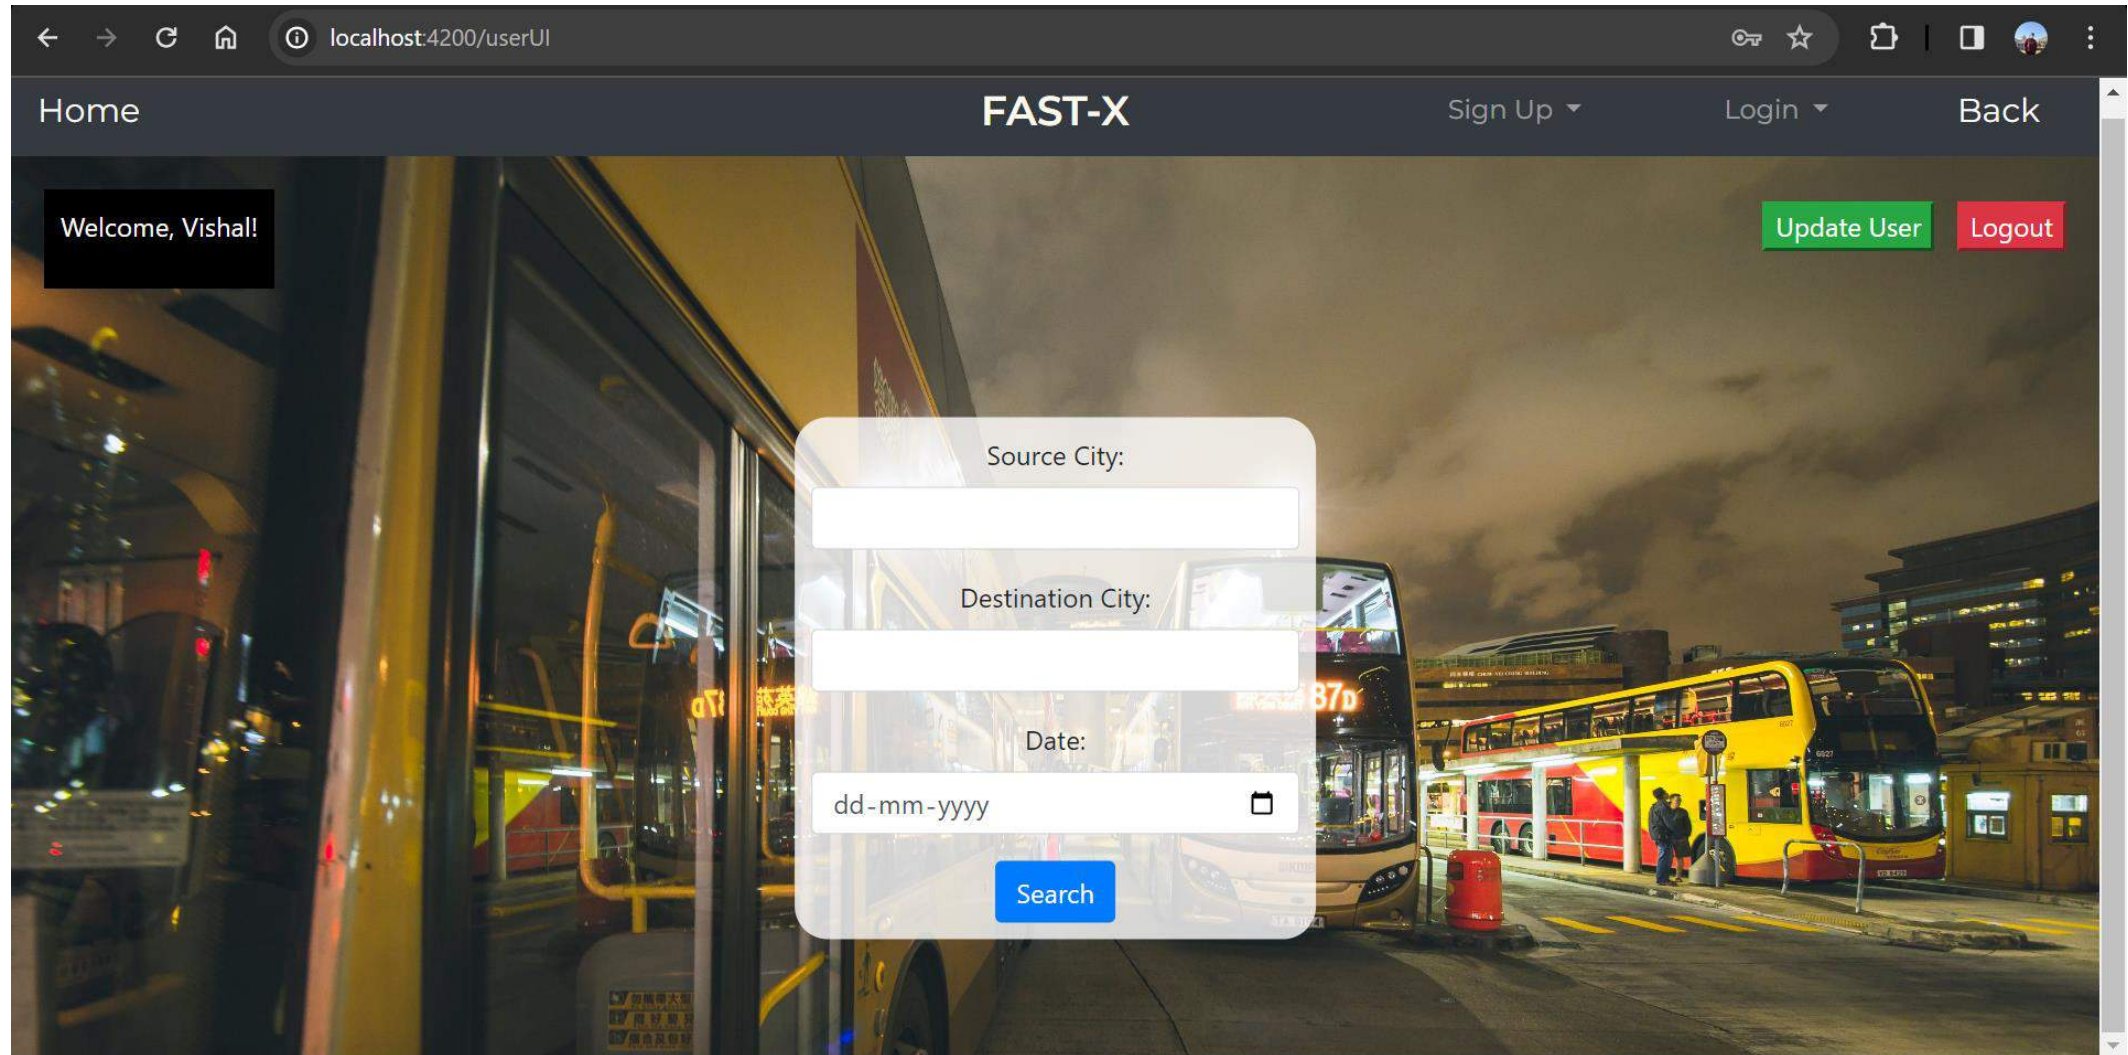 localhost:4200/userUI
Home FAST-X Sign Up Login Back
Welcome, Vishal!
Update User Logout
Source City:
Destination City:
87D
Date:
dd-mm-yyyy
Search
6827